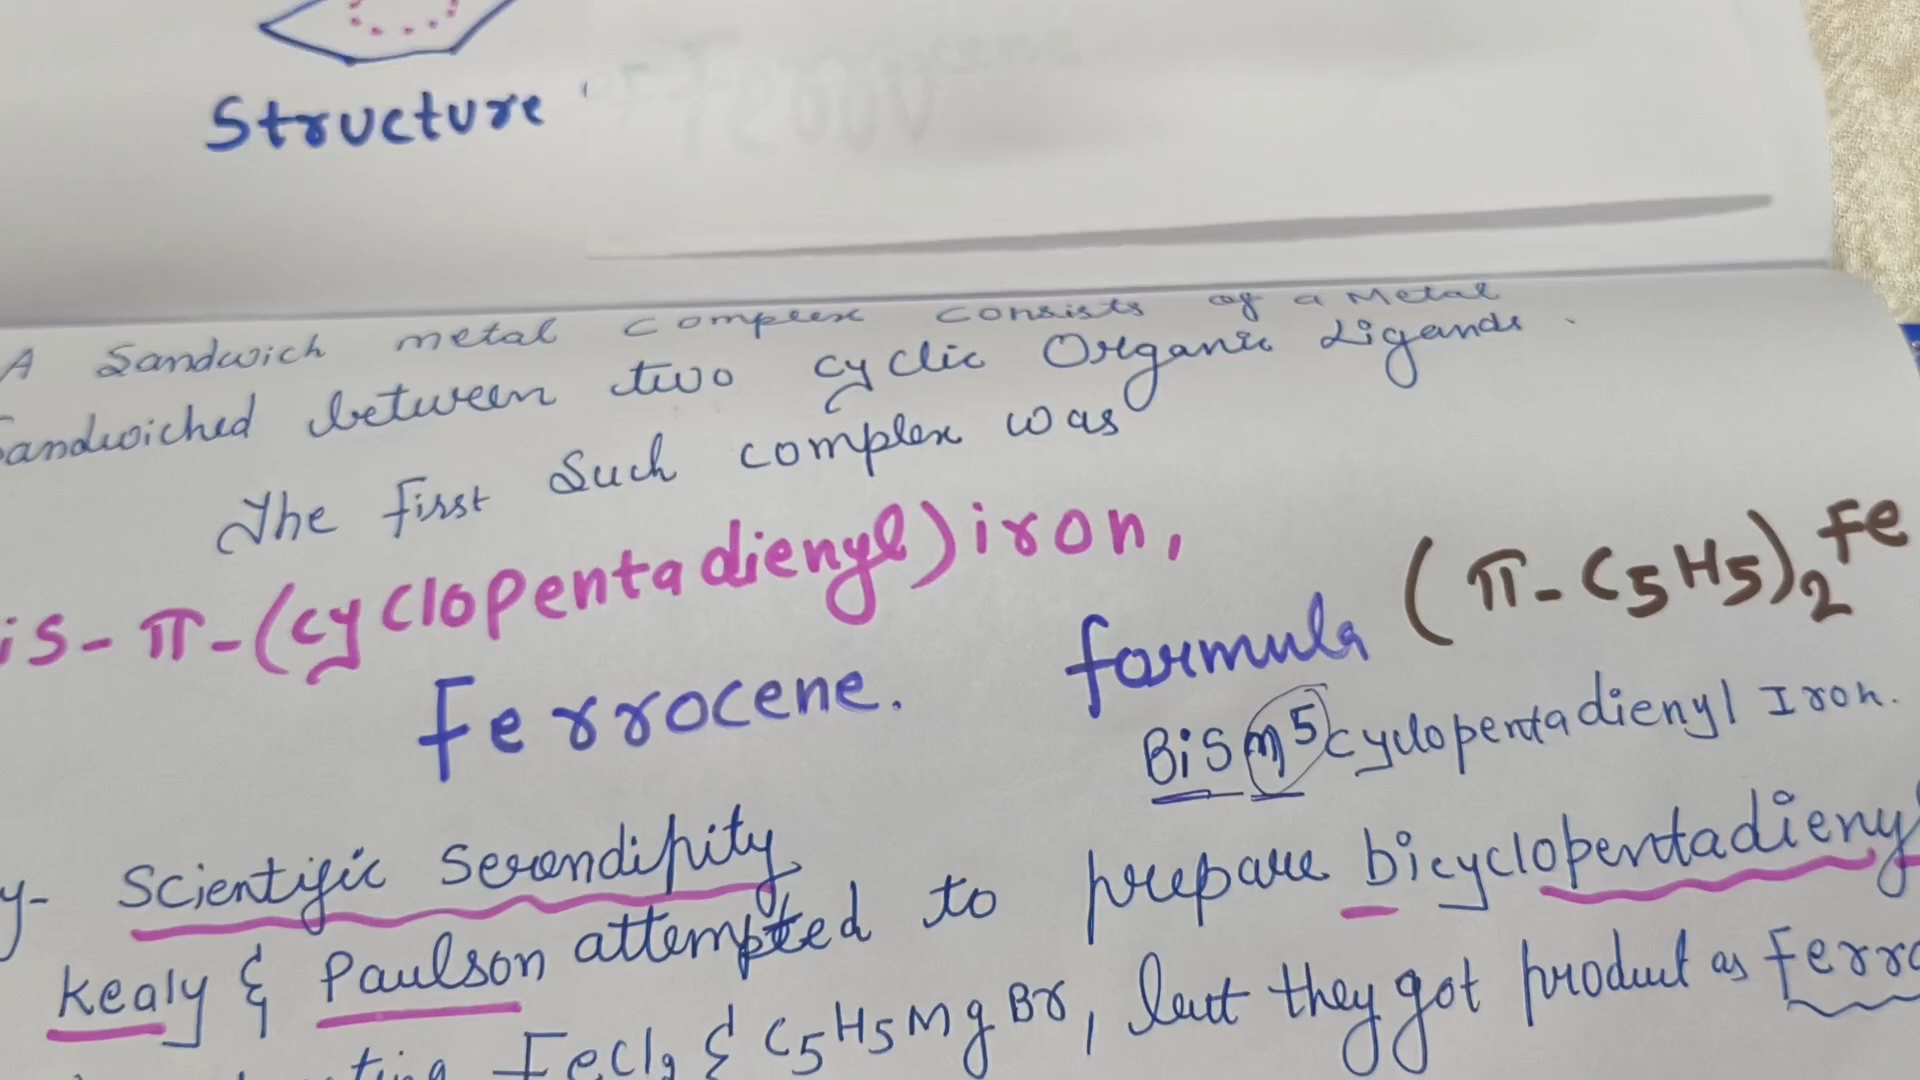 Structure
A Sandwich metal complex consists of a Metal
Sandwiched between two cyclic Organic Ligands.
The First Such complex was
is-π-(cyclopentadienyl)iron,
Ferrocene. formula (π-C5H5)2Fe
Bis η5 cyclopentadienyl Iron.
y- Scientific Serendipity
Kealy & Paulson attempted to prepare bicyclopentadieny
FeCl3 & C5H5MgBr, but they got product as Ferro